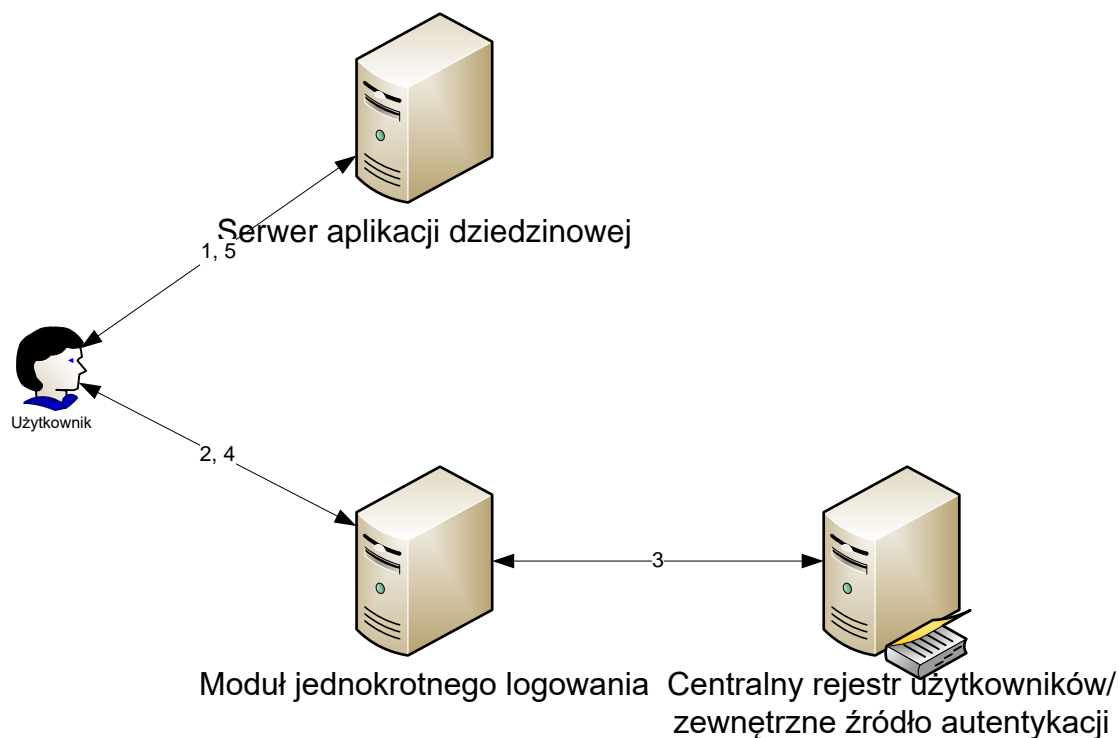 Serwer aplikacji dziedzinowej
1, 5
Użytkownik
2, 4
3
Moduł jednokrotnego logowania
Centralny rejestr użytkowników/
zewnętrzne źródło autentykacji